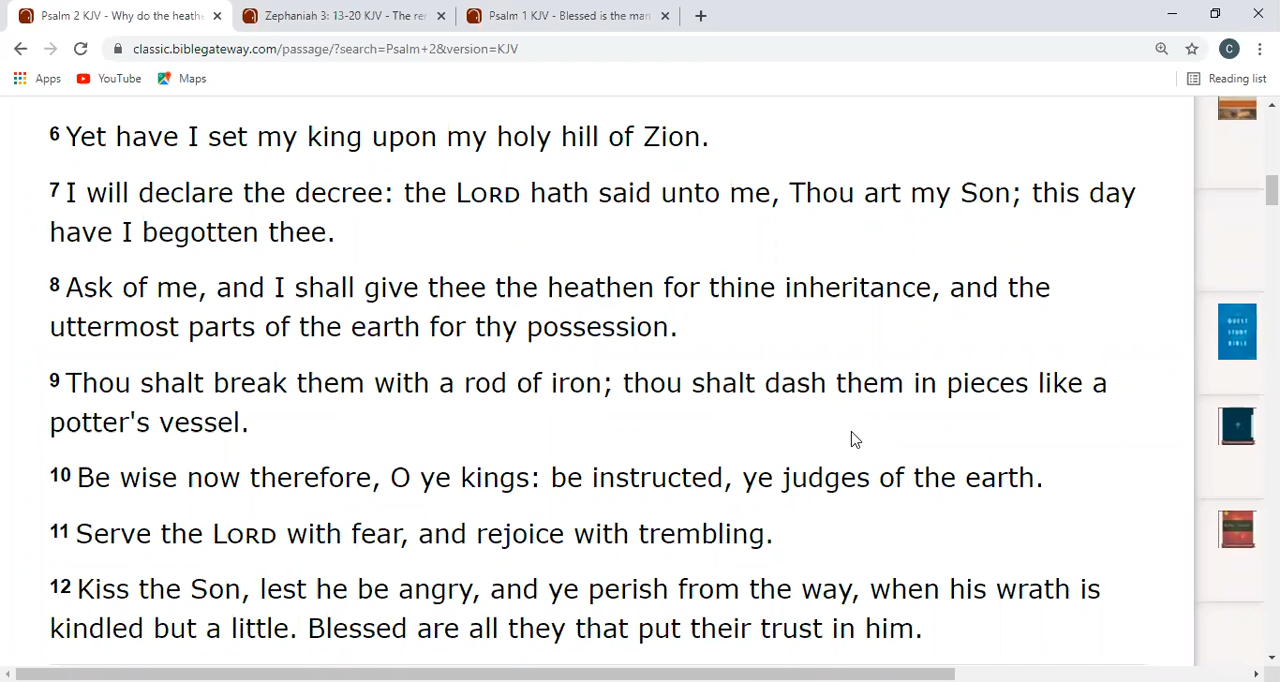 Psalm 2 KJV - Why do the heathe
Zephaniah 3: 13-20 KJV - The rer
Psalm 1 KJV - Blessed is the man
classic.biblegateway.com/passage/?search=Psalm+2&version=KJV
C
Apps YouTube Maps Reading list
6 Yet have I set my king upon my holy hill of Zion.
7 I will declare the decree: the LORD hath said unto me, Thou art my Son; this day
have I begotten thee.
8 Ask of me, and I shall give thee the heathen for thine inheritance, and the
uttermost parts of the earth for thy possession.
9 Thou shalt break them with a rod of iron; thou shalt dash them in pieces like a
potter's vessel.
10 Be wise now therefore, O ye kings: be instructed, ye judges of the earth.
11 Serve the LORD with fear, and rejoice with trembling.
12 Kiss the Son, lest he be angry, and ye perish from the way, when his wrath is
kindled but a little. Blessed are all they that put their trust in him.
QUEST
STUDY
BIBLE